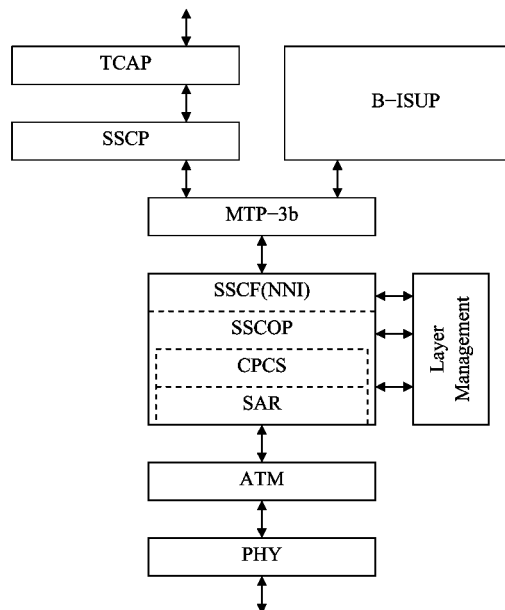 TCAP
B-ISUP
SSCP
MTP-3b
SSCF(NNI)
SSCOP
CPCS
SAR
Layer
Management
ATM
PHY